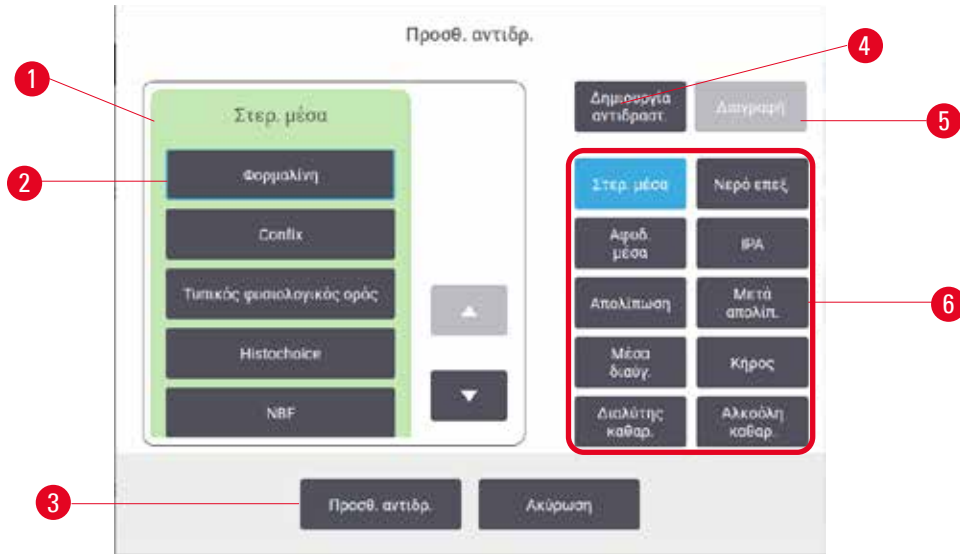 Προσθ. αντιδρ.
4
1
Στερ. μέσα
Δημιουργία
αντιδραστ.
Διαγραφή
5
2
Φορμαλίνη
Στερ. μέσα
Νερό επεξ.
Confix
Αφυδ.
μέσα
IPA
Τυπικός φυσιολογικός ορός
Απολίπωση
Μετά
απολίπ.
6
Histochoice
Μέσα
διαύγ.
Κήρος
NBF
Διαλύτης
καθαρ.
Αλκοόλη
καθαρ.
3
Προσθ. αντιδρ.
Ακύρωση